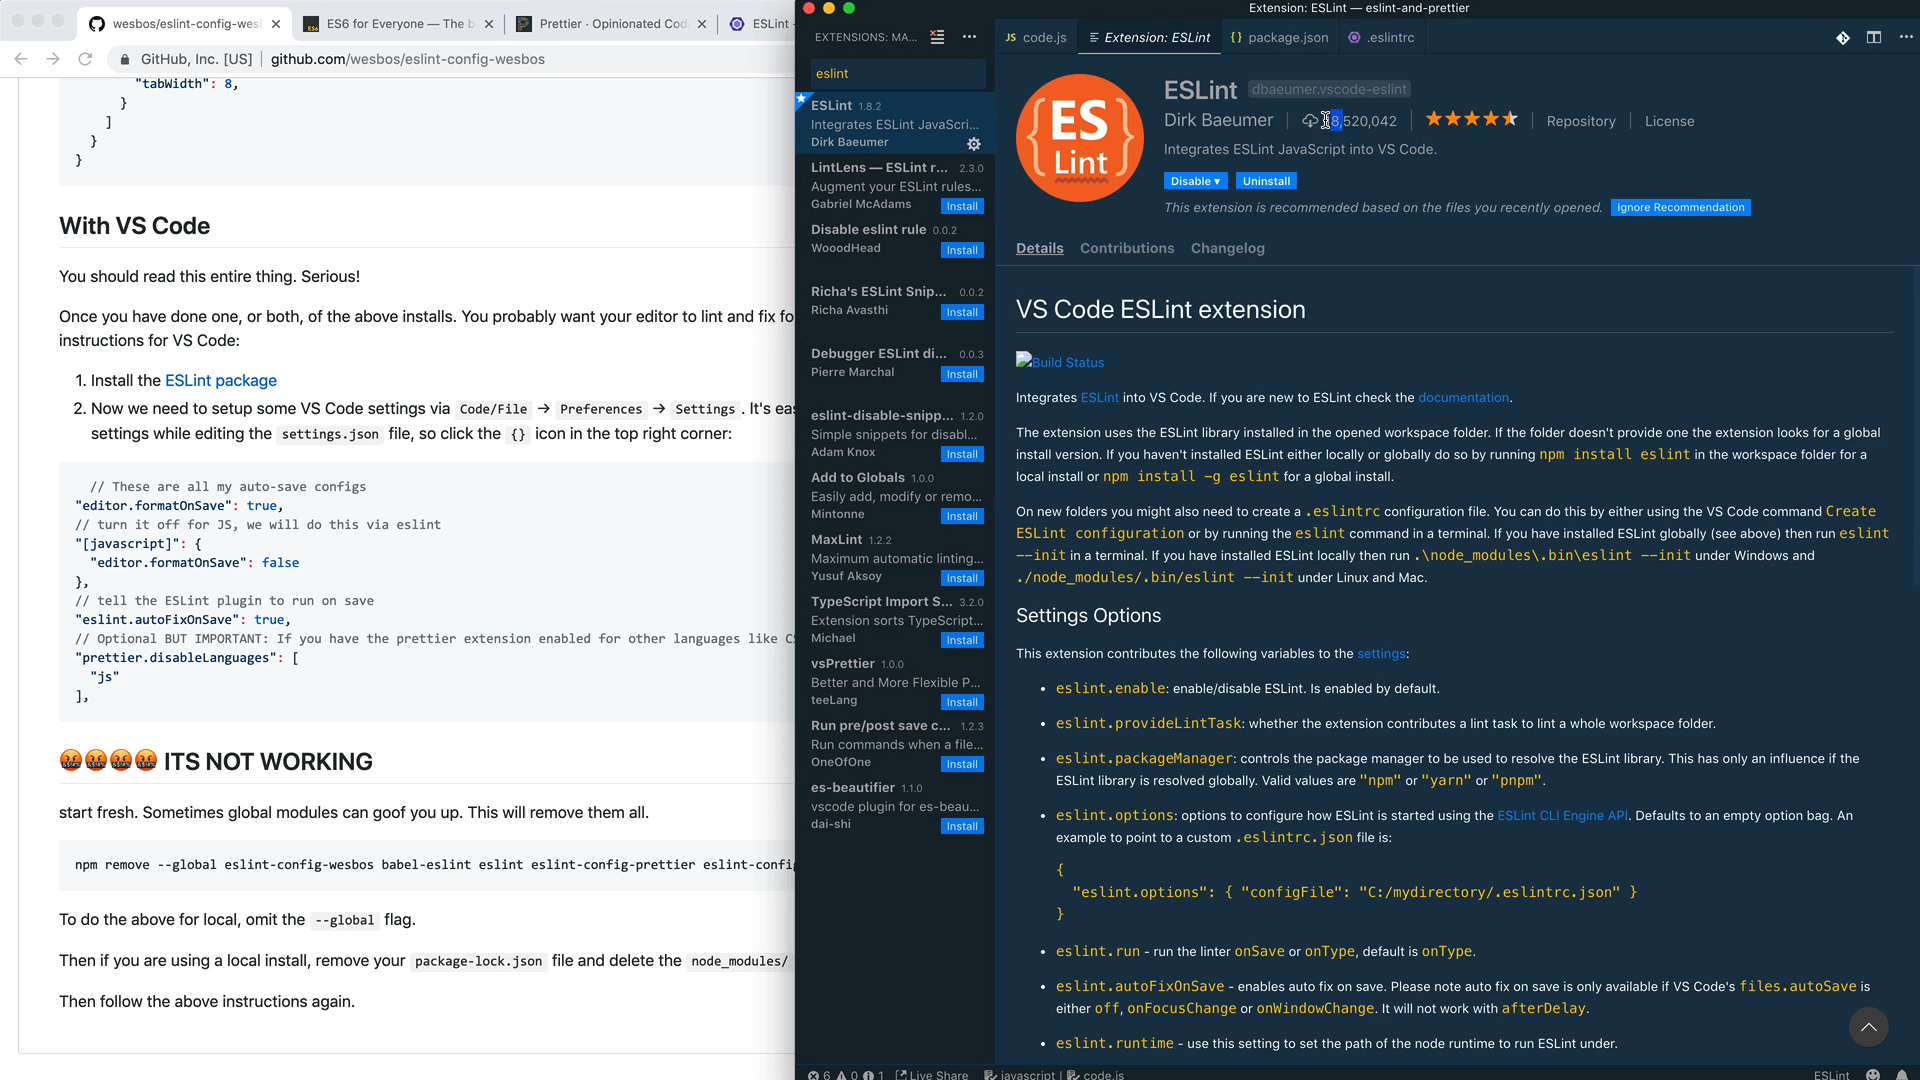 wesbos/eslint-config-wesl
ES6 for Everyone — The b
Prettier · Opinionated Cod
ESLint -
GitHub, Inc. [US]
github.com/wesbos/eslint-config-wesbos
"tabWidth": 8,
}
]
}
}
With VS Code
You should read this entire thing. Serious!
Once you have done one, or both, of the above installs. You probably want your editor to lint and fix fo
instructions for VS Code:
1. Install the ESLint package
2. Now we need to setup some VS Code settings via Code/File → Preferences → Settings . It's eas
settings while editing the settings.json file, so click the {} icon in the top right corner:
// These are all my auto-save configs
"editor.formatOnSave": true,
// turn it off for JS, we will do this via eslint
"[javascript]": {
"editor.formatOnSave": false
},
// tell the ESLint plugin to run on save
"eslint.autoFixOnSave": true,
// Optional BUT IMPORTANT: If you have the prettier extension enabled for other languages like CS
"prettier.disableLanguages": [
"js"
],
🤬🤬🤬🤬 ITS NOT WORKING
start fresh. Sometimes global modules can goof you up. This will remove them all.
npm remove --global eslint-config-wesbos babel-eslint eslint eslint-config-prettier eslint-config
To do the above for local, omit the --global flag.
Then if you are using a local install, remove your package-lock.json file and delete the node_modules/
Then follow the above instructions again.
Extension: ESLint — eslint-and-prettier
EXTENSIONS: MA...
JS code.js
Extension: ESLint
{} package.json
.eslintrc
eslint
ESLint 1.8.2
Integrates ESLint JavaScri...
Dirk Baeumer
LintLens — ESLint r... 2.3.0
Augment your ESLint rules...
Gabriel McAdams Install
Disable eslint rule 0.0.2
WooodHead Install
Richa's ESLint Snip... 0.0.2
Richa Avasthi Install
Debugger ESLint di... 0.0.3
Pierre Marchal Install
eslint-disable-snipp... 1.2.0
Simple snippets for disabl...
Adam Knox Install
Add to Globals 1.0.0
Easily add, modify or remo...
Mintonne Install
MaxLint 1.2.2
Maximum automatic linting...
Yusuf Aksoy Install
TypeScript Import S... 3.2.0
Extension sorts TypeScript...
Michael Install
vsPrettier 1.0.0
Better and More Flexible P...
teeLang Install
Run pre/post save c... 1.2.3
Run commands when a file...
OneOfOne Install
es-beautifier 1.1.0
vscode plugin for es-beau...
dai-shi Install
{ES}
Lint
ESLint dbaeumer.vscode-eslint
Dirk Baeumer 8,520,042 Repository License
Integrates ESLint JavaScript into VS Code.
Disable ▾ Uninstall
This extension is recommended based on the files you recently opened. Ignore Recommendation
Details Contributions Changelog
VS Code ESLint extension
Build Status
Integrates ESLint into VS Code. If you are new to ESLint check the documentation.
The extension uses the ESLint library installed in the opened workspace folder. If the folder doesn't provide one the extension looks for a global
install version. If you haven't installed ESLint either locally or globally do so by running npm install eslint in the workspace folder for a
local install or npm install -g eslint for a global install.
On new folders you might also need to create a .eslintrc configuration file. You can do this by either using the VS Code command Create
ESLint configuration or by running the eslint command in a terminal. If you have installed ESLint globally (see above) then run eslint
--init in a terminal. If you have installed ESLint locally then run .\node_modules\.bin\eslint --init under Windows and
./node_modules/.bin/eslint --init under Linux and Mac.
Settings Options
This extension contributes the following variables to the settings:
• eslint.enable: enable/disable ESLint. Is enabled by default.
• eslint.provideLintTask: whether the extension contributes a lint task to lint a whole workspace folder.
• eslint.packageManager: controls the package manager to be used to resolve the ESLint library. This has only an influence if the
ESLint library is resolved globally. Valid values are "npm" or "yarn" or "pnpm".
• eslint.options: options to configure how ESLint is started using the ESLint CLI Engine API. Defaults to an empty option bag. An
example to point to a custom .eslintrc.json file is:
{
"eslint.options": { "configFile": "C:/mydirectory/.eslintrc.json" }
}
• eslint.run - run the linter onSave or onType, default is onType.
• eslint.autoFixOnSave - enables auto fix on save. Please note auto fix on save is only available if VS Code's files.autoSave is
either off, onFocusChange or onWindowChange. It will not work with afterDelay.
• eslint.runtime - use this setting to set the path of the node runtime to run ESLint under.
6 0 1 Live Share javascript | code.js ESLint